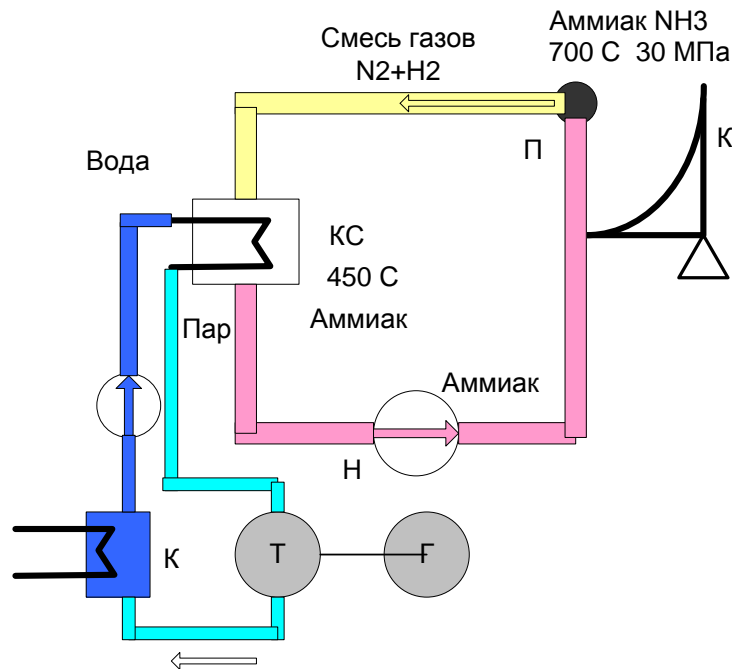 Аммиак NH3
700 С 30 МПа
Смесь газов
N2+H2
К
П
Вода
КС
450 С
Пар
Аммиак
Аммиак
Н
К
Т
Г